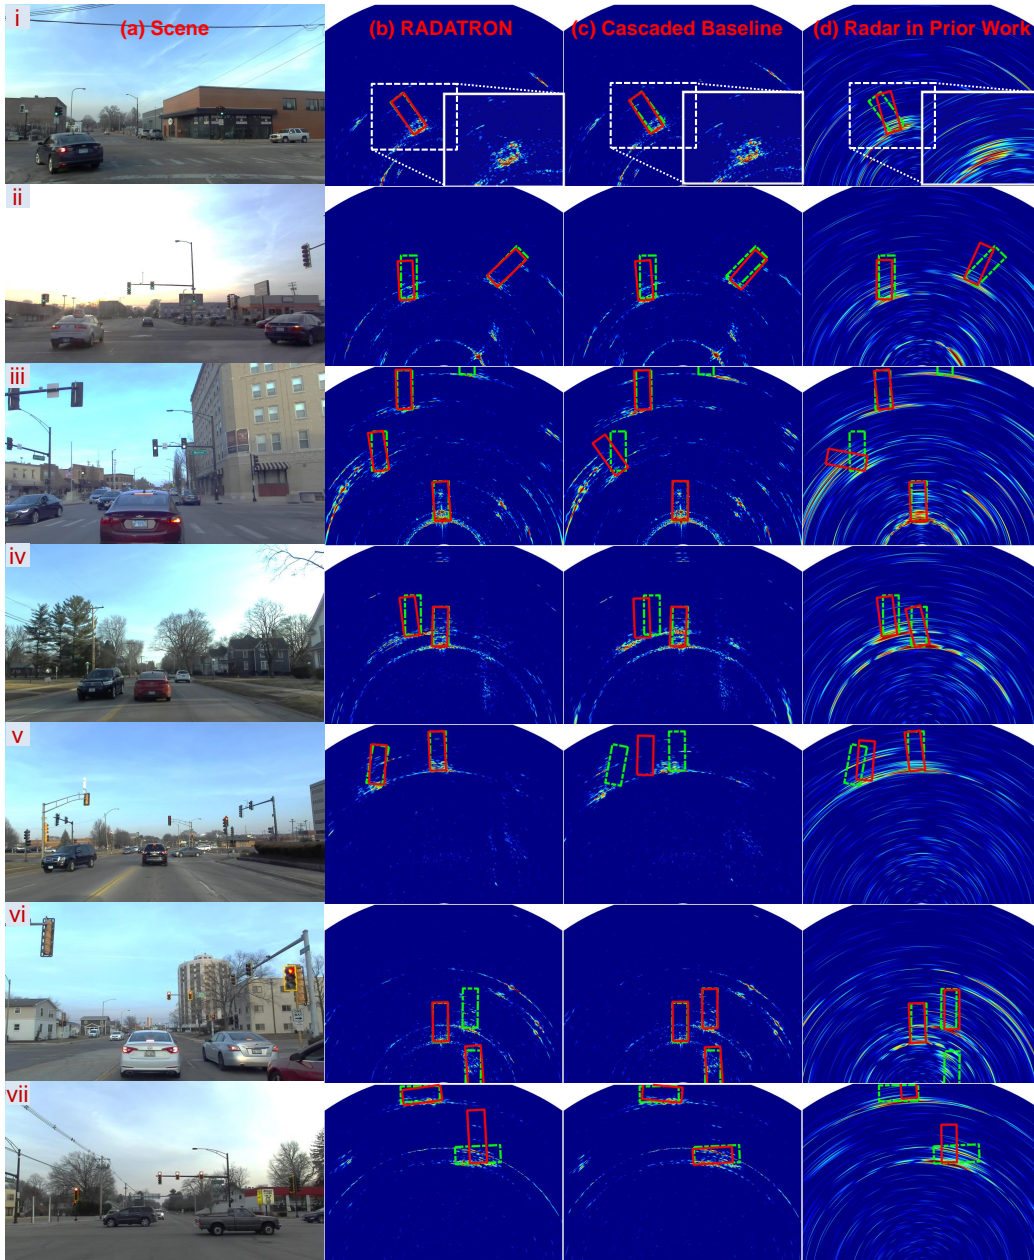 i
(a) Scene
(b) RADATRON
(c) Cascaded Baseline
(d) Radar in Prior Work
ii
iii
iv
v
vi
vii